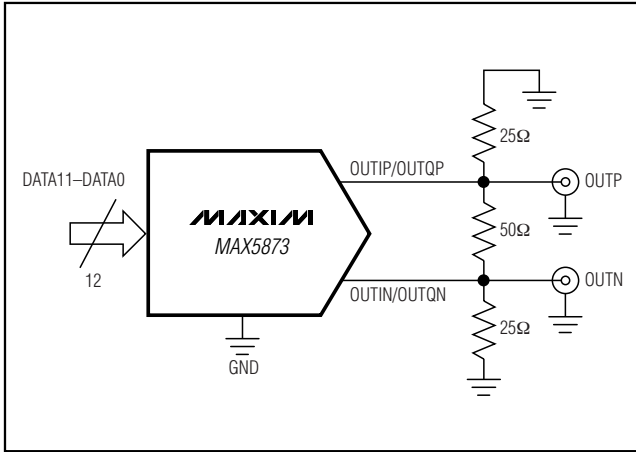 25Ω
OUTIP/OUTQP
OUTP
DATA11–DATA0
MAXIM
MAX5873
50Ω
12
OUTIN/OUTQN
OUTN
25Ω
GND